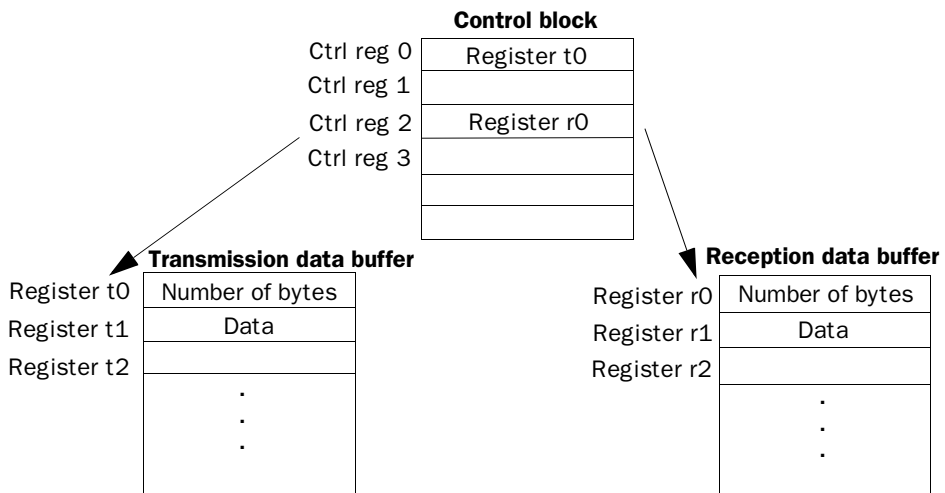 Control block
Ctrl reg 0
Register t0
Ctrl reg 1
Ctrl reg 2
Register r0
Ctrl reg 3
Transmission data buffer
Register t0
Number of bytes
Register t1
Data
Register t2
.
.
.
Reception data buffer
Register r0
Number of bytes
Register r1
Data
Register r2
.
.
.